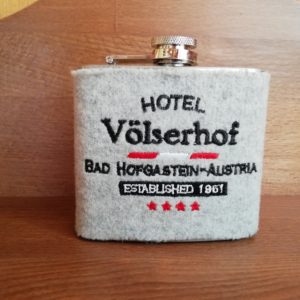 HOTEL
Völserhof
BAD HOFGASTEIN-AUSTRIA
ESTABLISHED 1961